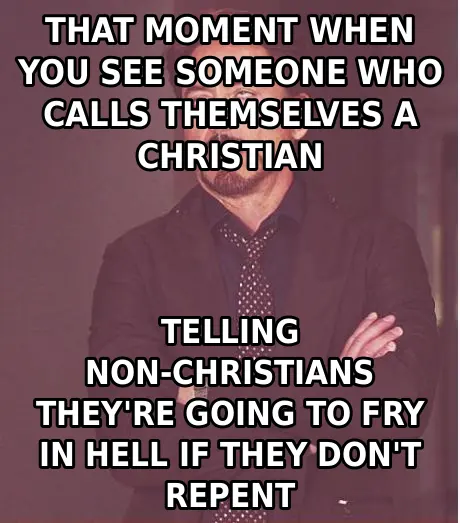 THAT MOMENT WHEN
YOU SEE SOMEONE WHO
CALLS THEMSELVES A
CHRISTIAN
TELLING
NON-CHRISTIANS
THEY'RE GOING TO FRY
IN HELL IF THEY DON'T
REPENT